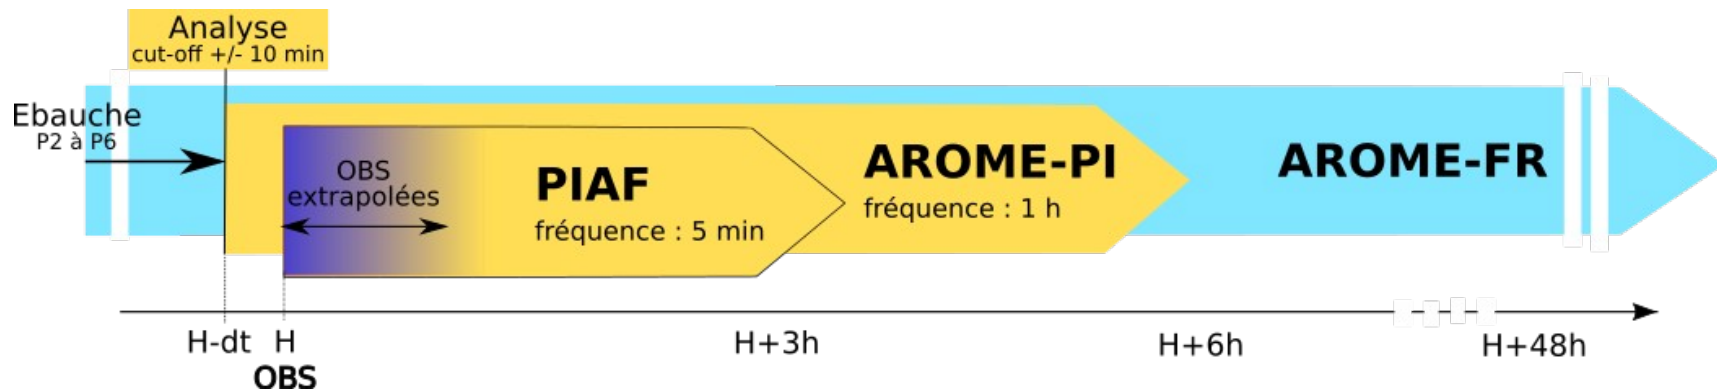 Analyse
cut-off +/- 10 min
Ebauche
P2 à P6
OBS
extrapolées
PIAF
fréquence : 5 min
AROME-PI
fréquence : 1 h
AROME-FR
H-dt
H
OBS
H+3h
H+6h
H+48h